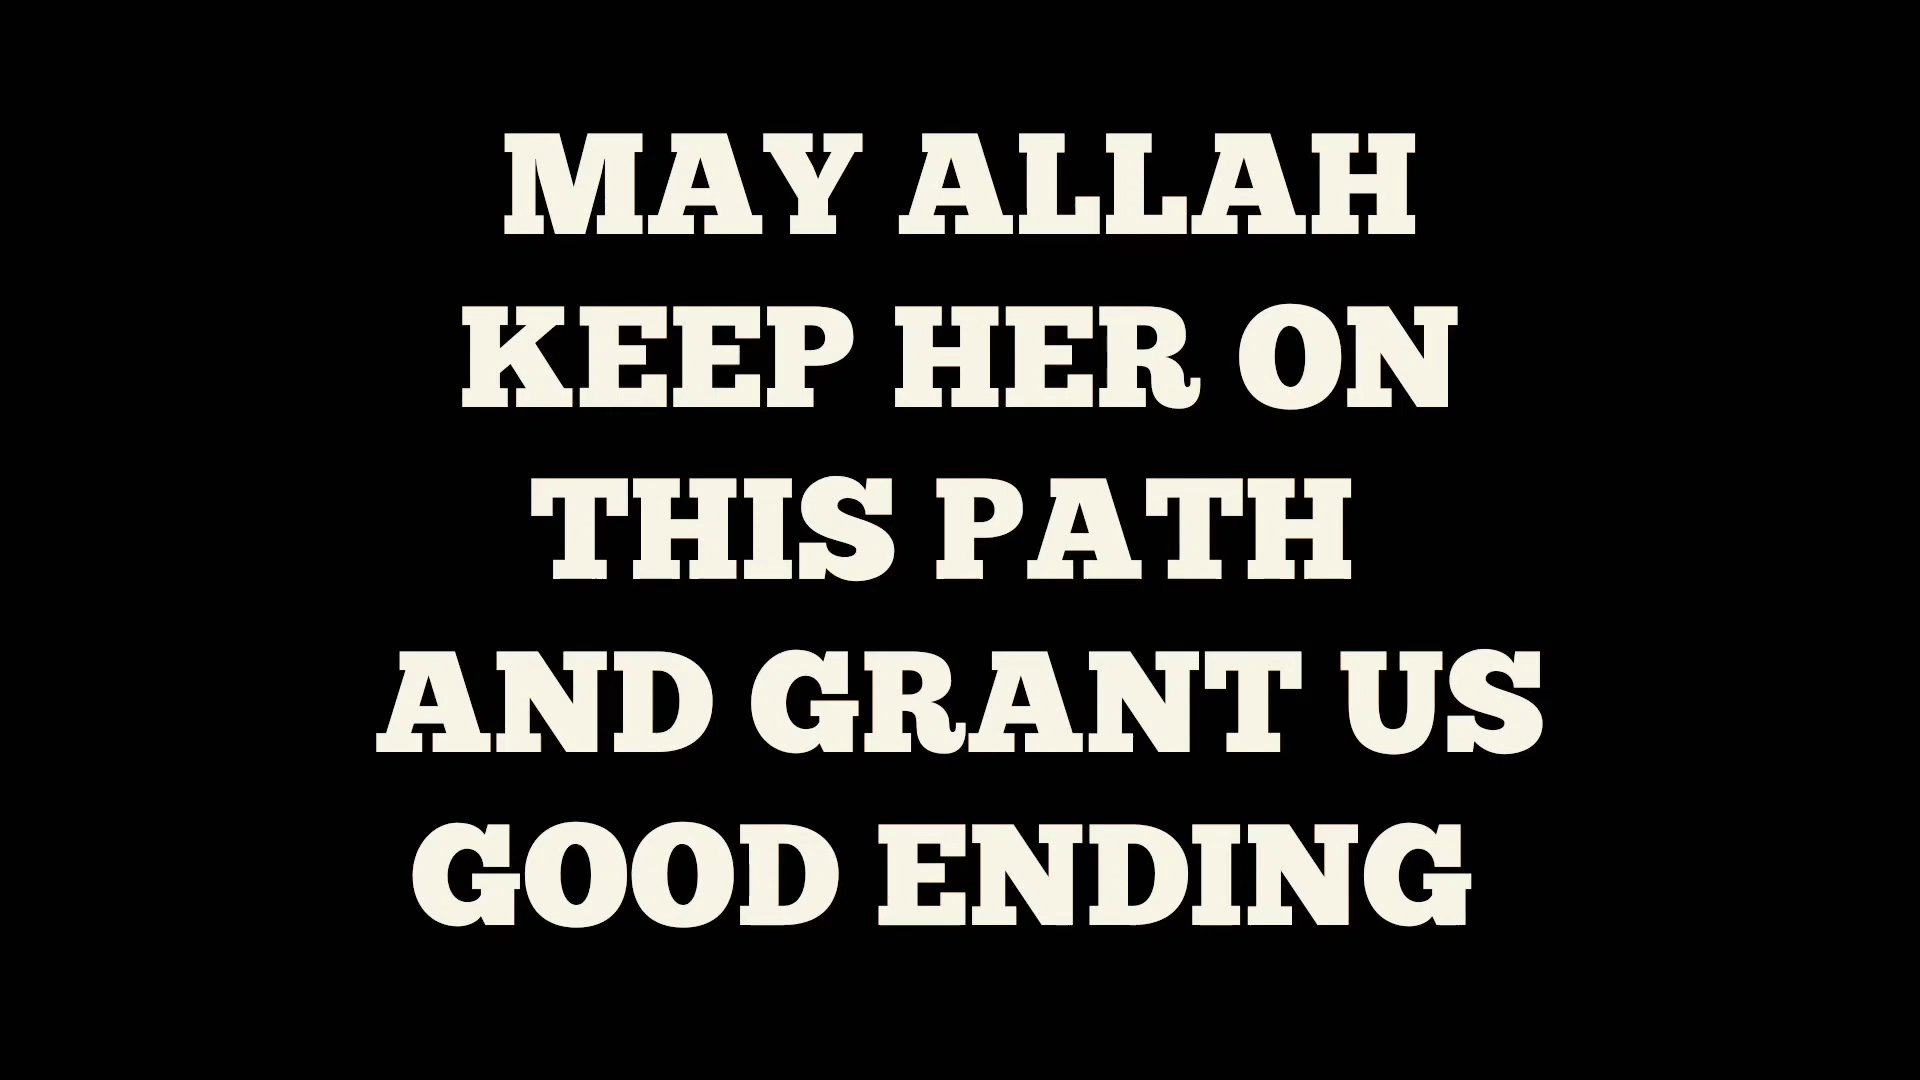 MAY ALLAH
KEEP HER ON
THIS PATH
AND GRANT US
GOOD ENDING